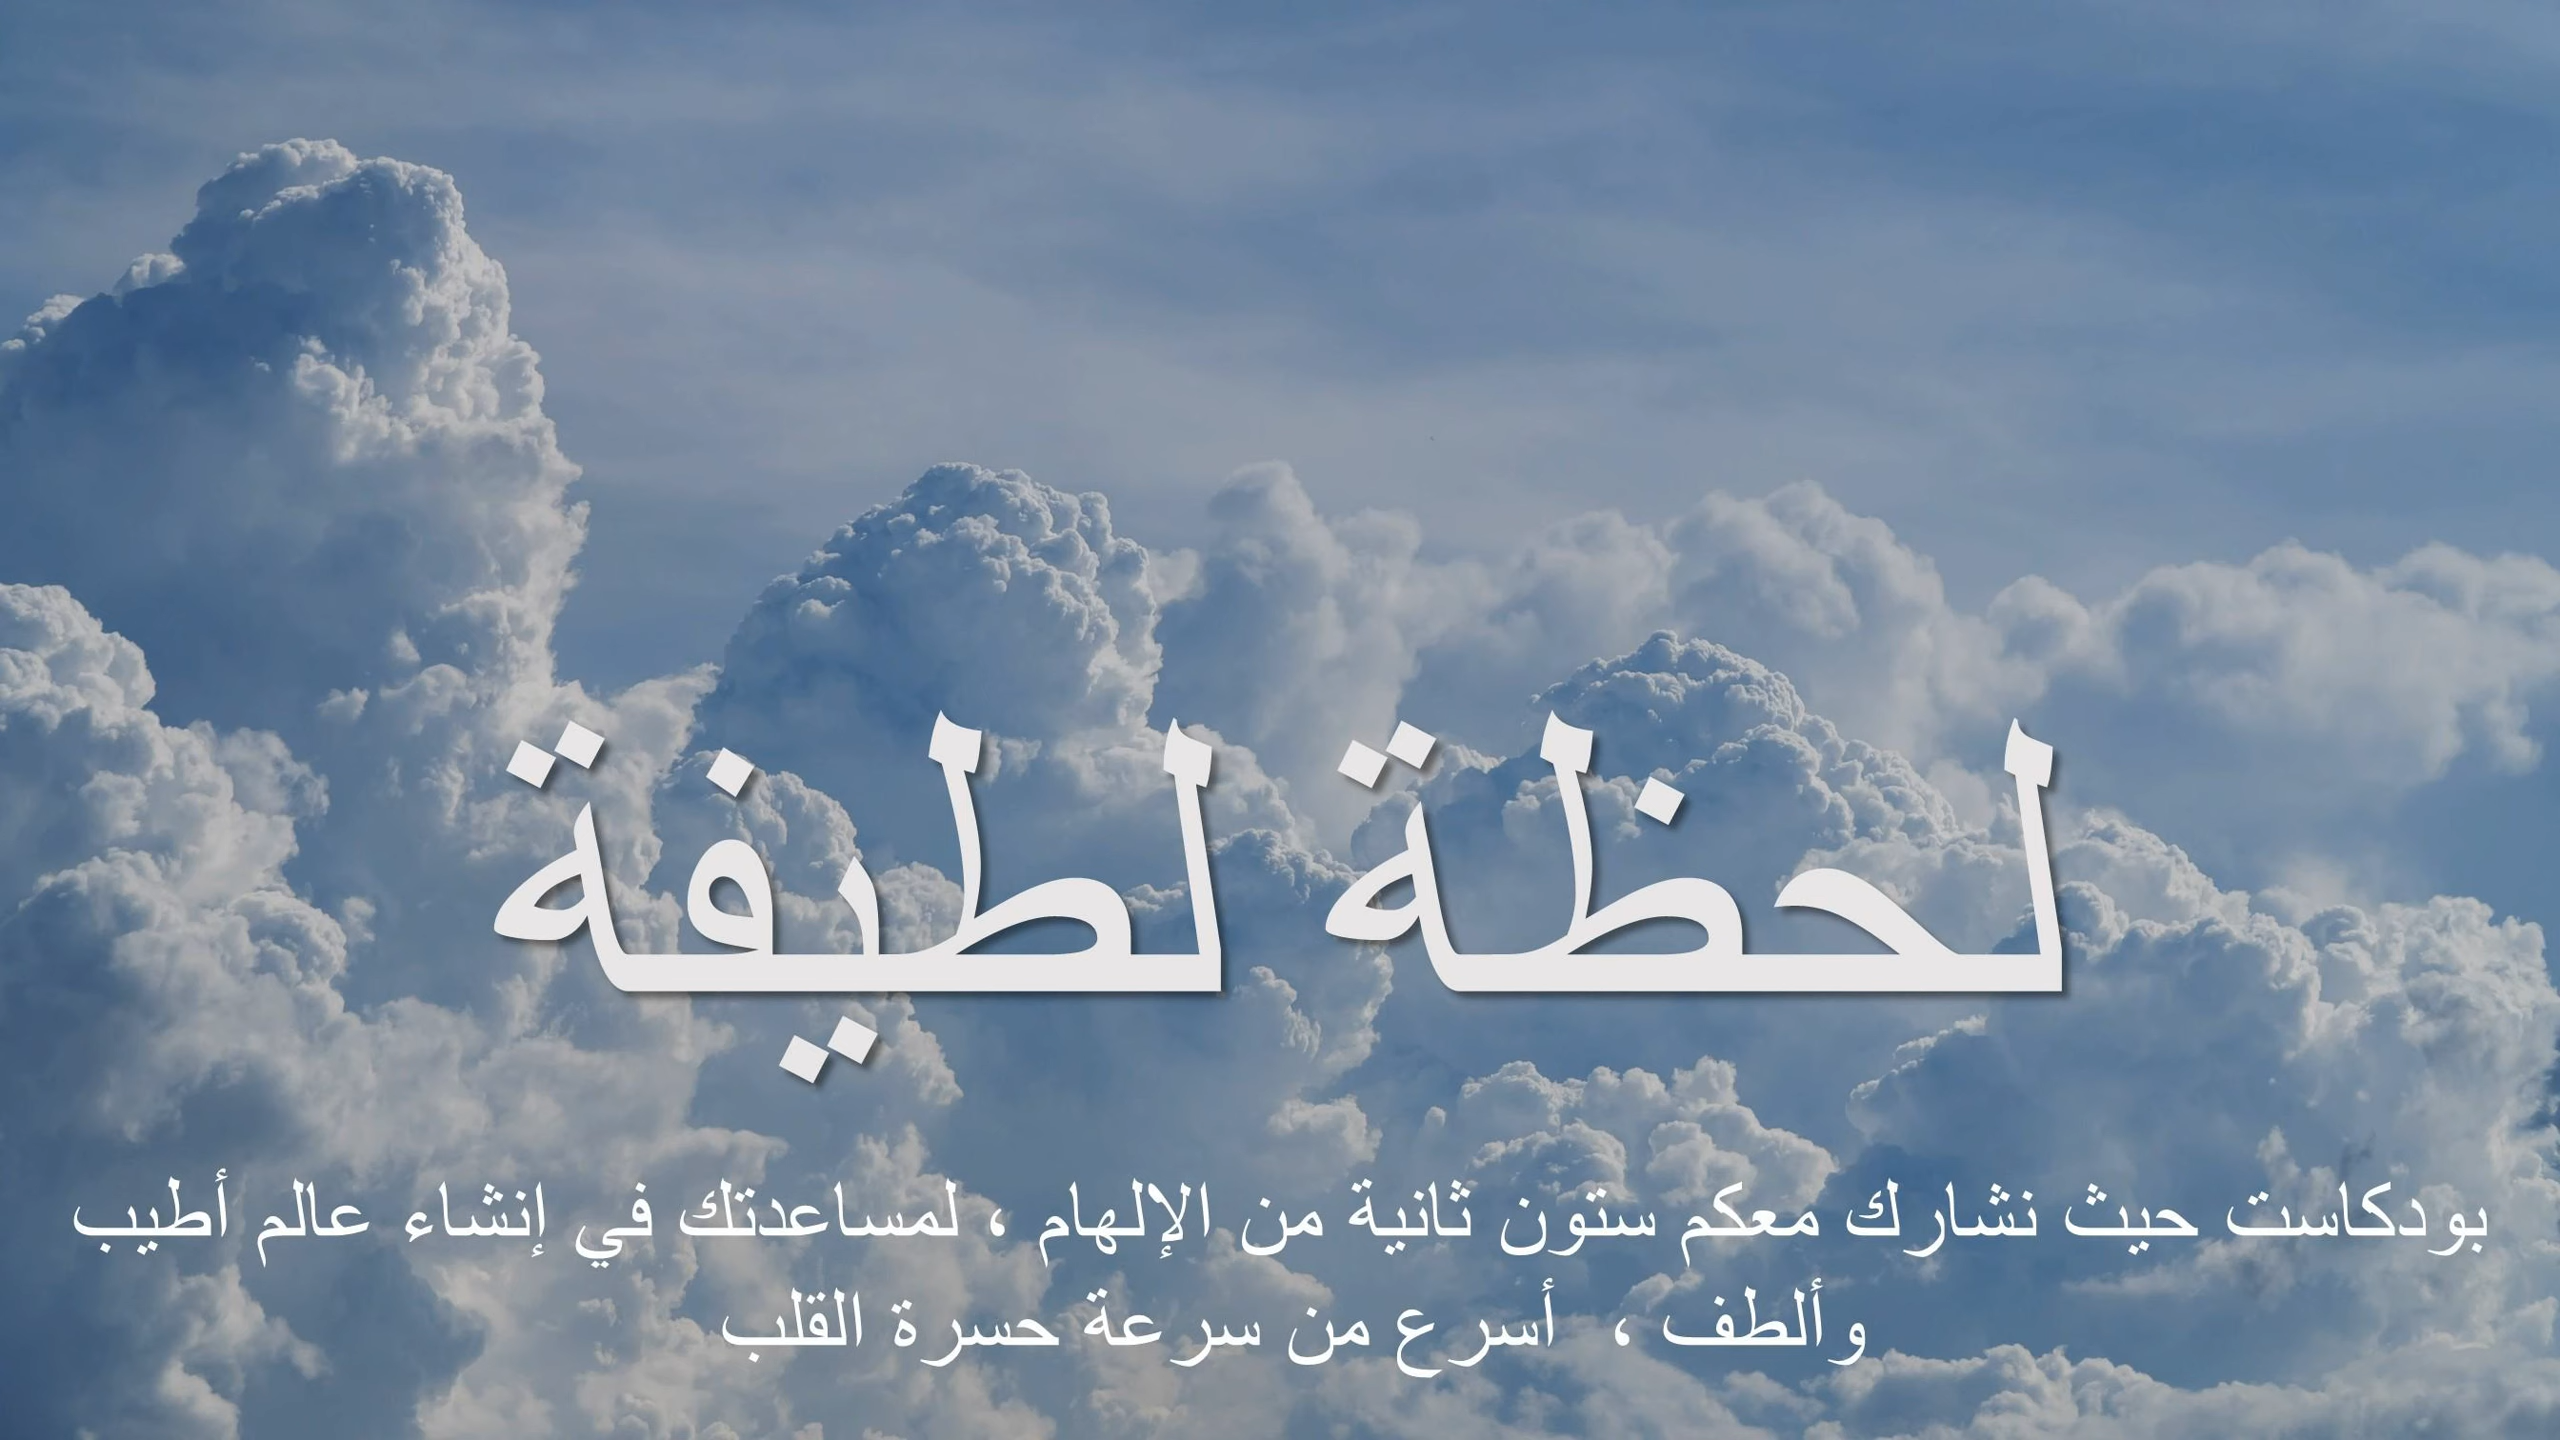 لحظة لطيفة
بودكاست حيث نشارك معكم ستون ثانية من الإلهام ، لمساعدتك في إنشاء عالم أطيب
وألطف ، أسرع من سرعة حسرة القلب